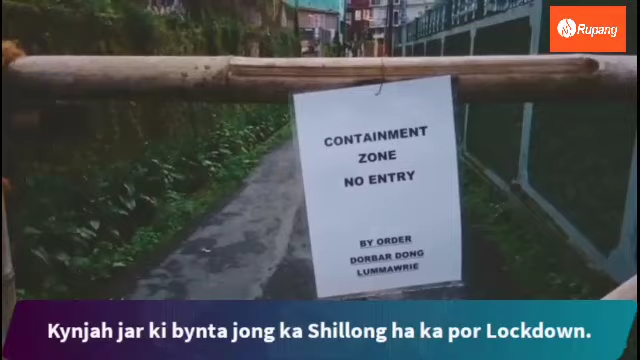 Rupang
CONTAINMENT
ZONE
NO ENTRY
BY ORDER
DORBAR DONG
LUMMAWRIE
Kynjah jar ki bynta jong ka Shillong ha ka por Lockdown.